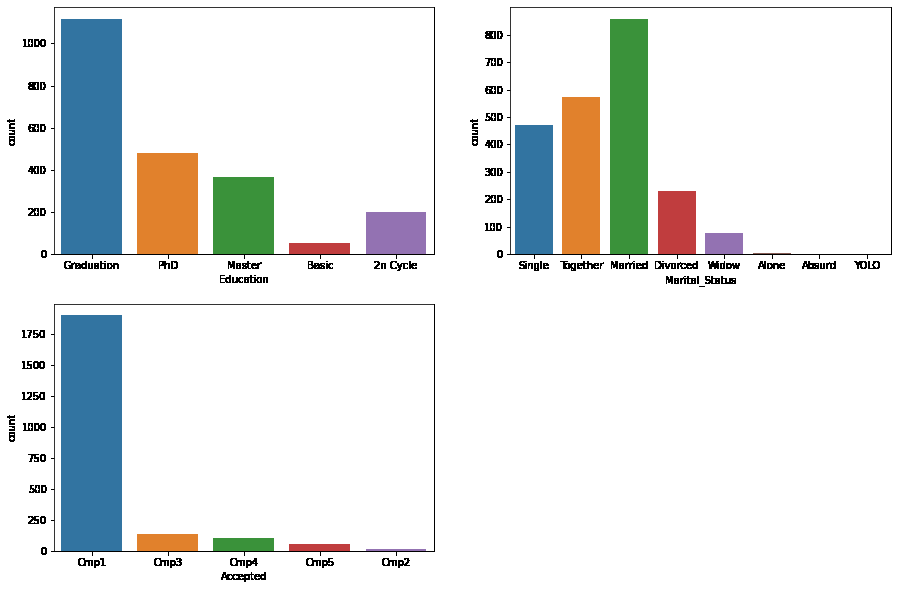 1000
800
600
400
200
0
count
Graduation PhD Master Basic 2n Cycle
Education
800
700
600
500
400
300
200
100
0
count
Single Together Married Divorced Widow Alone Absurd YOLO
Marital_Status
1750
1500
1250
1000
750
500
250
0
count
Cmp1 Cmp3 Cmp4 Cmp5 Cmp2
Accepted